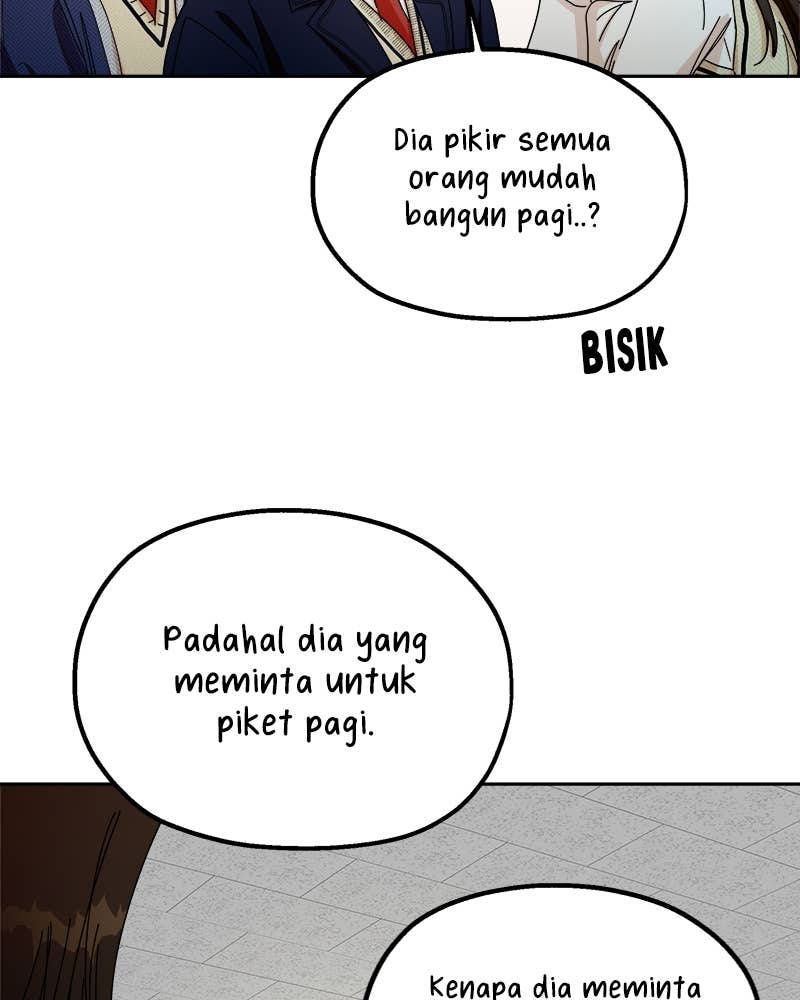 Dia pikir semua
orang mudah
bangun pagi..?
BISIK
Padahal dia yang
meminta untuk
piket pagi.
Kenapa dia meminta